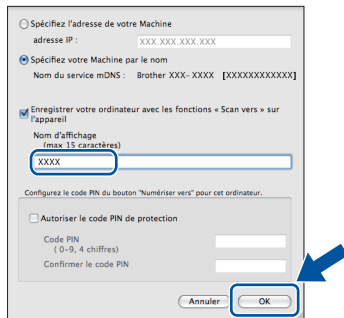 Spécifiez l'adresse de votre Machine
adresse IP : XXX.XXX.XXX.XXX
Spécifiez votre Machine par le nom
Nom du service mDNS : Brother XXX-XXXX [XXXXXXXXXXXX]
Enregistrer votre ordinateur avec les fonctions « Scan vers » sur
l'appareil
Nom d'affichage
(max 15 caractères)
XXXX
Configurez le code PIN du bouton "Numériser vers" pour cet ordinateur.
Autoriser le code PIN de protection
Code PIN
( 0-9, 4 chiffres)
Confirmer le code PIN
Annuler OK